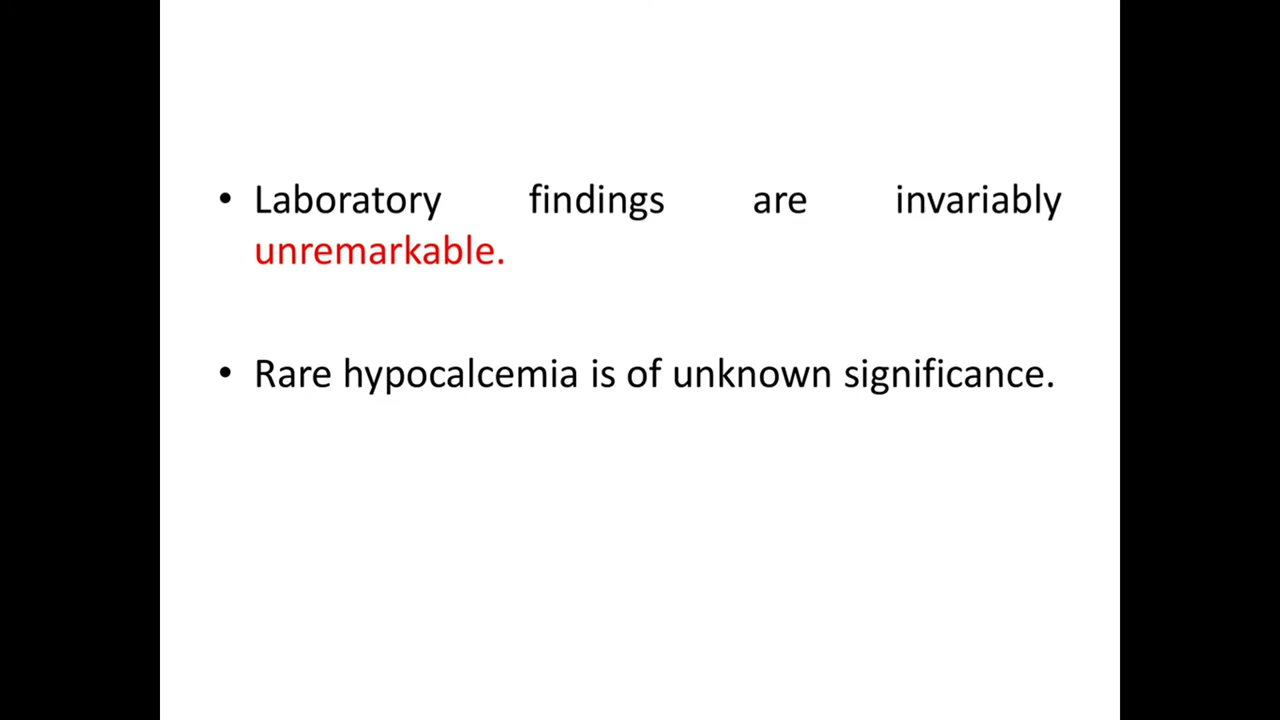 • Laboratory findings are invariably
unremarkable.
• Rare hypocalcemia is of unknown significance.